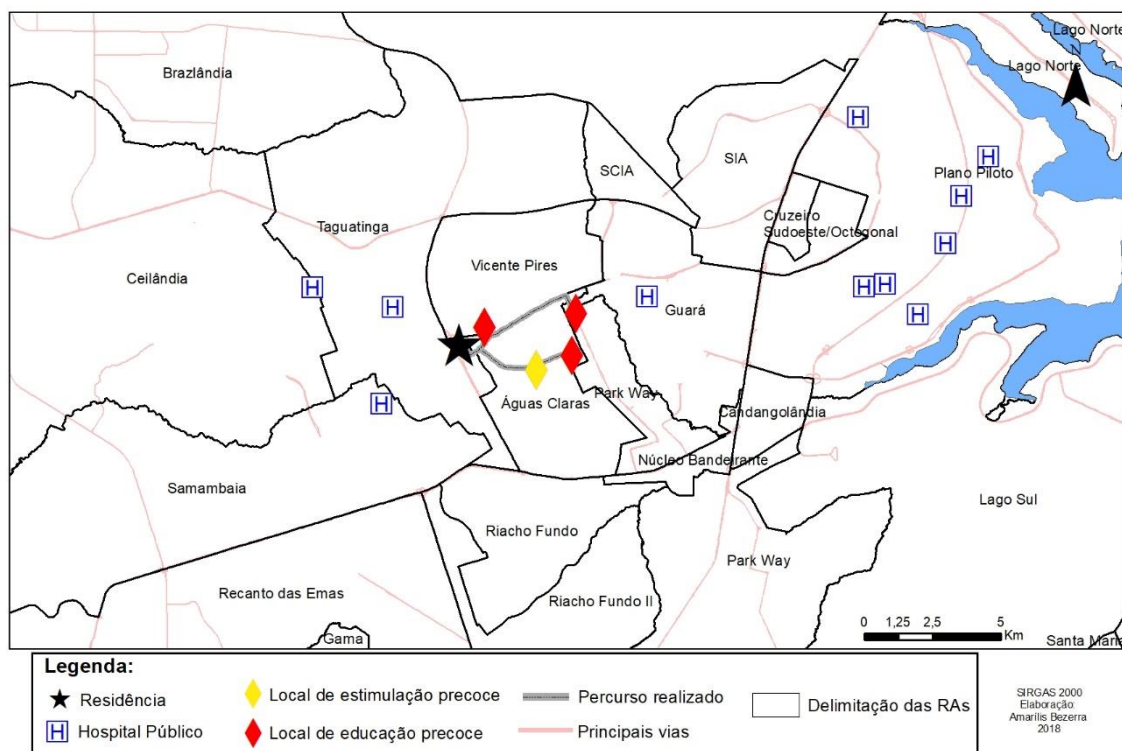 Lago Norte
N
Lago Norte
Brazlândia
SCIA
SIA
H
H
Plano Piloto
H
Taguatinga
Cruzeiro
Sudoeste/Octogonal
H
Vicente Pires
Ceilândia
H
H
H
H
H
Guará
H
Águas Claras
Park Way
H
Candangolândia
Núcleo Bandeirante
Samambaia
Lago Sul
Riacho Fundo
Park Way
Recanto das Emas
Riacho Fundo II
Gama
0 1,25 2,5 5
Km
Santa Maria
Legenda:
Residência
H Hospital Público
Local de estimulação precoce
Local de educação precoce
Percurso realizado
Principais vias
Delimitação das RAs
SIRGAS 2000
Elaboração:
Amarílis Bezerra
2018